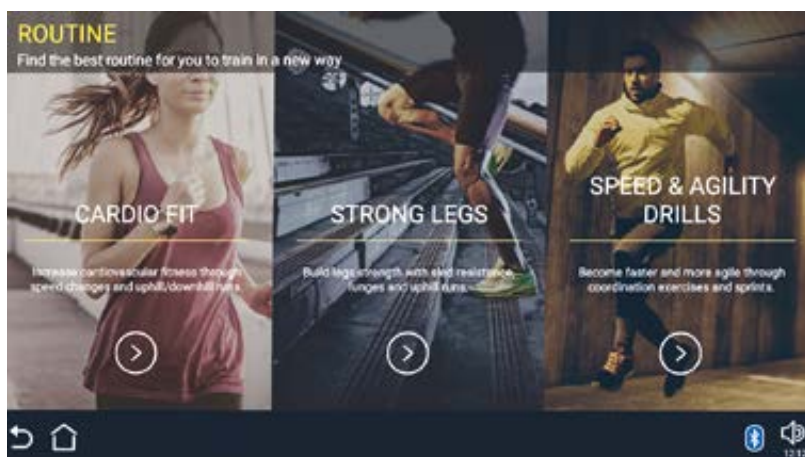 ROUTINE
Find the best routine for you to train in a new way
CARDIO FIT
Increase cardiovascular fitness through
speed changes and uphill/downhill runs.
STRONG LEGS
Build legs strength with sled resistance,
lunges and uphill runs.
SPEED & AGILITY
DRILLS
Become faster and more agile through
coordination exercises and sprints.